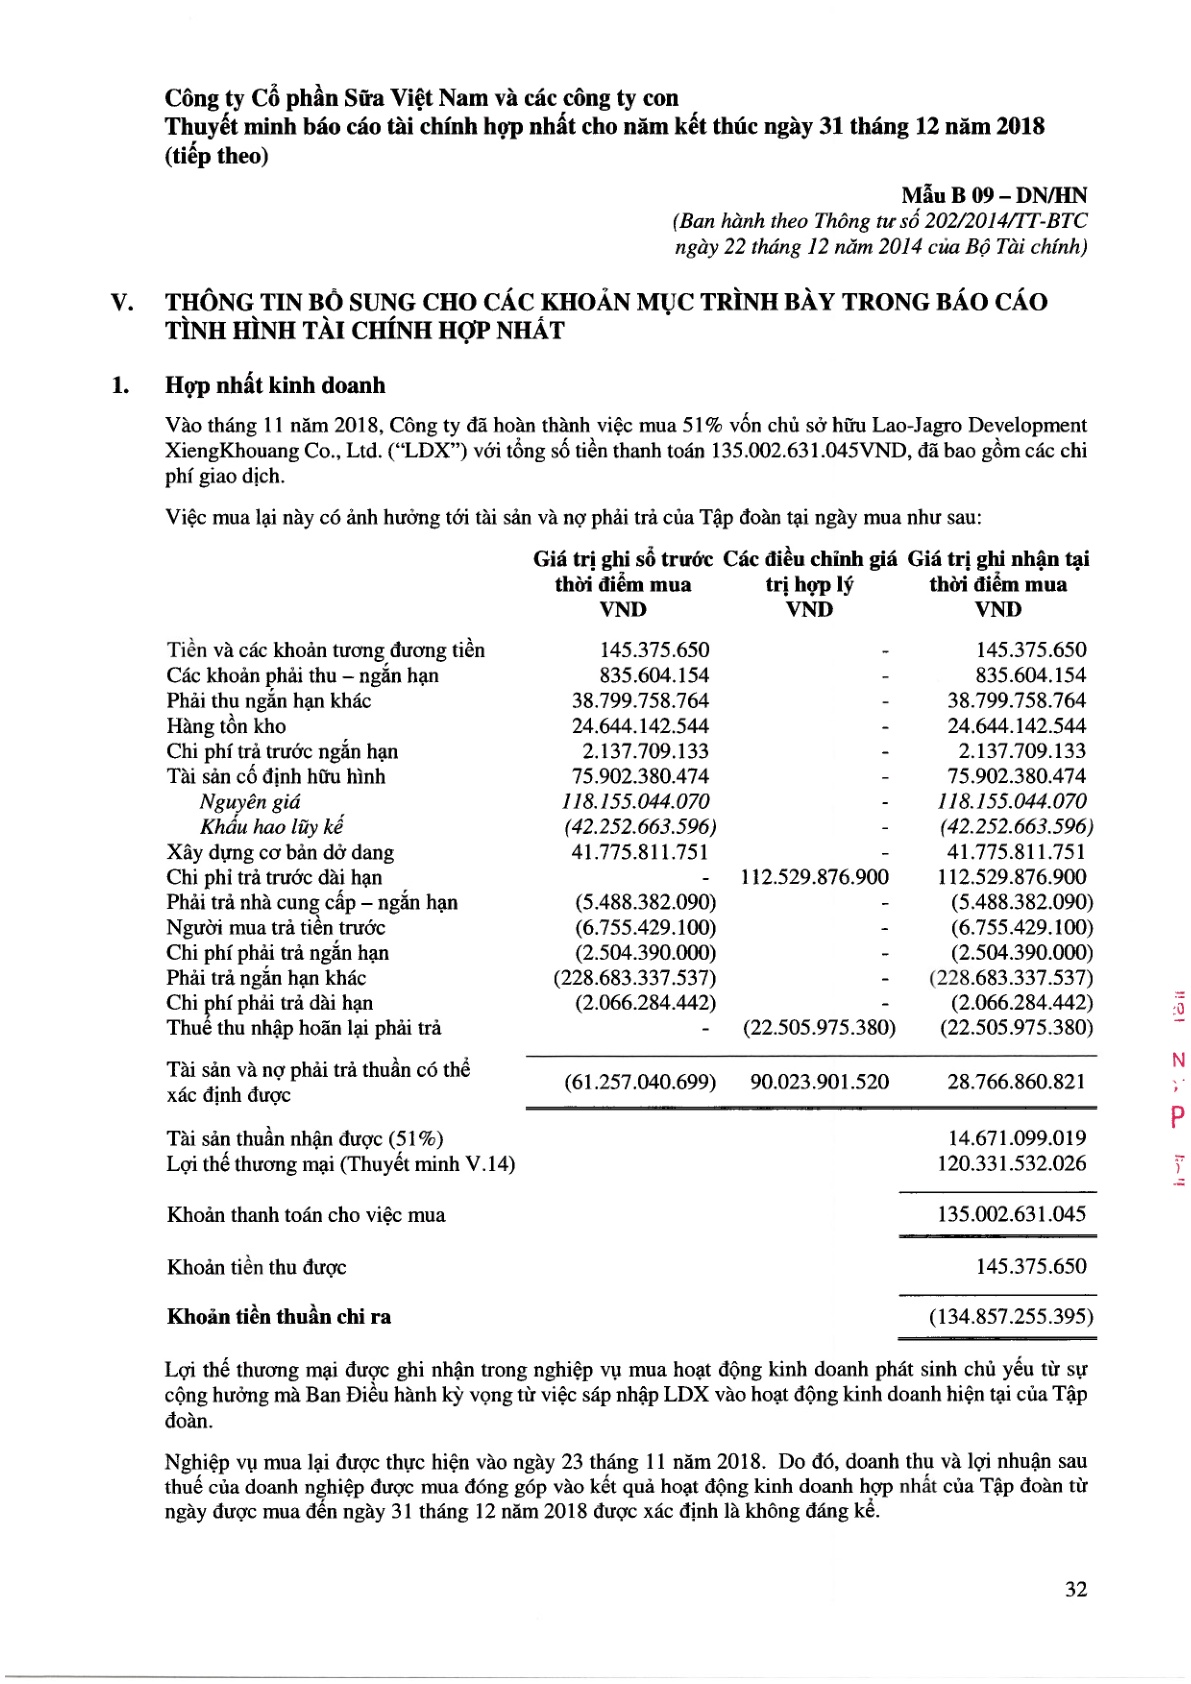 Công ty Cổ phần Sữa Việt Nam và các công ty con
Thuyết minh báo cáo tài chính hợp nhất cho năm kết thúc ngày 31 tháng 12 năm 2018
(tiếp theo)
Mẫu B 09 – DN/HN
(Ban hành theo Thông tư số 202/2014/TT-BTC
ngày 22 tháng 12 năm 2014 của Bộ Tài chính)
V. THÔNG TIN BỔ SUNG CHO CÁC KHOẢN MỤC TRÌNH BÀY TRONG BÁO CÁO
TÌNH HÌNH TÀI CHÍNH HỢP NHẤT
1. Hợp nhất kinh doanh
Vào tháng 11 năm 2018, Công ty đã hoàn thành việc mua 51% vốn chủ sở hữu Lao-Jagro Development
XiengKhouang Co., Ltd. (“LDX”) với tổng số tiền thanh toán 135.002.631.045VND, đã bao gồm các chi
phí giao dịch.
Việc mua lại này có ảnh hưởng tới tài sản và nợ phải trả của Tập đoàn tại ngày mua như sau:
Giá trị ghi sổ trước Các điều chỉnh giá Giá trị ghi nhận tại
thời điểm mua trị hợp lý thời điểm mua
VND VND VND
Tiền và các khoản tương đương tiền 145.375.650 - 145.375.650
Các khoản phải thu – ngắn hạn 835.604.154 - 835.604.154
Phải thu ngắn hạn khác 38.799.758.764 - 38.799.758.764
Hàng tồn kho 24.644.142.544 - 24.644.142.544
Chi phí trả trước ngắn hạn 2.137.709.133 - 2.137.709.133
Tài sản cố định hữu hình 75.902.380.474 - 75.902.380.474
Nguyên giá 118.155.044.070 - 118.155.044.070
Khấu hao lũy kế (42.252.663.596) - (42.252.663.596)
Xây dựng cơ bản dở dang 41.775.811.751 - 41.775.811.751
Chi phi trả trước dài hạn - 112.529.876.900 112.529.876.900
Phải trả nhà cung cấp – ngắn hạn (5.488.382.090) - (5.488.382.090)
Người mua trả tiền trước (6.755.429.100) - (6.755.429.100)
Chi phí phải trả ngắn hạn (2.504.390.000) - (2.504.390.000)
Phải trả ngắn hạn khác (228.683.337.537) - (228.683.337.537)
Chi phí phải trả dài hạn (2.066.284.442) - (2.066.284.442)
Thuế thu nhập hoãn lại phải trả - (22.505.975.380) (22.505.975.380)
Tài sản và nợ phải trả thuần có thể
xác định được (61.257.040.699) 90.023.901.520 28.766.860.821
Tài sản thuần nhận được (51%) 14.671.099.019
Lợi thế thương mại (Thuyết minh V.14) 120.331.532.026
Khoản thanh toán cho việc mua 135.002.631.045
Khoản tiền thu được 145.375.650
Khoản tiền thuần chi ra (134.857.255.395)
Lợi thế thương mại được ghi nhận trong nghiệp vụ mua hoạt động kinh doanh phát sinh chủ yếu từ sự
cộng hưởng mà Ban Điều hành kỳ vọng từ việc sáp nhập LDX vào hoạt động kinh doanh hiện tại của Tập
đoàn.
Nghiệp vụ mua lại được thực hiện vào ngày 23 tháng 11 năm 2018. Do đó, doanh thu và lợi nhuận sau
thuế của doanh nghiệp được mua đóng góp vào kết quả hoạt động kinh doanh hợp nhất của Tập đoàn từ
ngày được mua đến ngày 31 tháng 12 năm 2018 được xác định là không đáng kể.
32